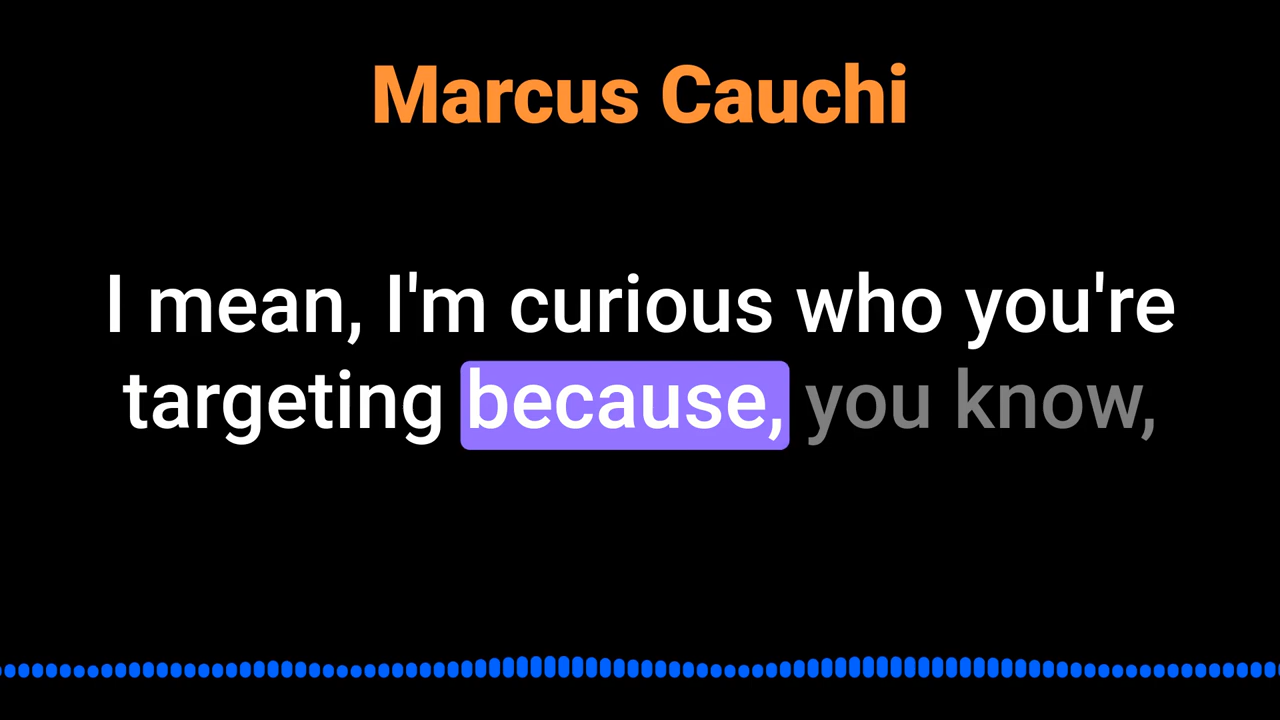 Marcus Cauchi
I mean, I'm curious who you're
targeting because, you know,